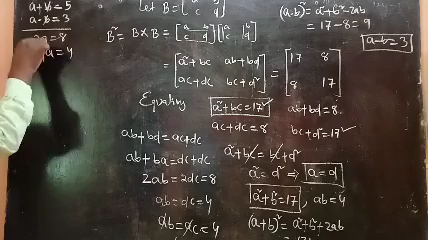 a+b=5
a-b=3
2a=8
a=4
Let B = [a b; c d]
B² = B×B = [a b; c d] [a b; c d]
= [a²+bc ab+bd; ac+dc bc+d²] = [17 8; 8 17]
Equating
a²+bc=17 ab+bd=8
ac+dc=8 bc+d²=17
ab+bd=ac+dc
ab+ba=dc+dc
2ab=2dc=8
ab=dc=4
a²+bc=bc+d²
a²=d² ⇒ a=d
a²+b²=17, ab=4
(a+b)²=a²+b²+2ab
(a-b)²=a²+b²-2ab
=17-8=9
a-b=3